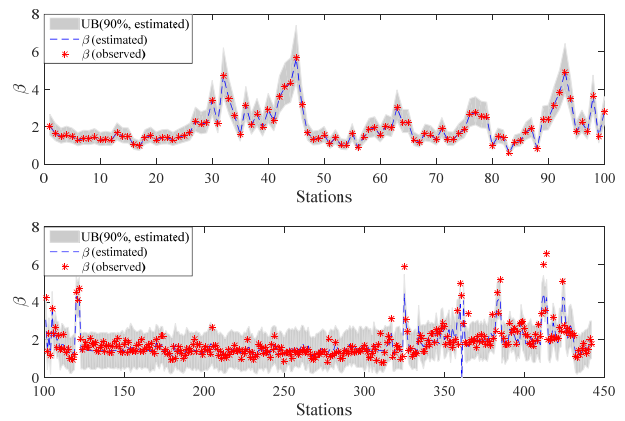 8
6
4
2
0
β
UB(90%, estimated)
β (estimated)
β (observed)
0 10 20 30 40 50 60 70 80 90 100
Stations
8
6
4
2
0
β
UB(90%, estimated)
β (estimated)
β (observed)
100 150 200 250 300 350 400 450
Stations